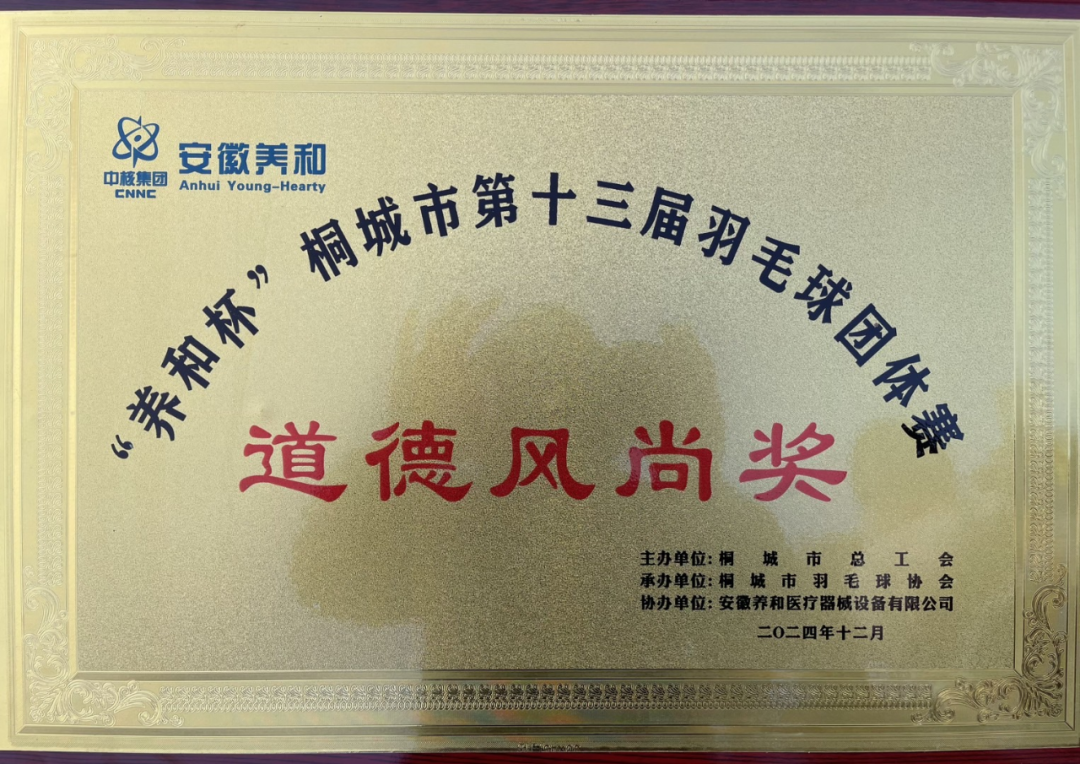 中核集团
CNNC
安徽养和
Anhui Young-Hearty
“养和杯”桐城市第十三届羽毛球团体赛
道德风尚奖
主办单位:桐城市总工会
承办单位:桐城市羽毛球协会
协办单位:安徽养和医疗器械设备有限公司
二〇二四年十二月